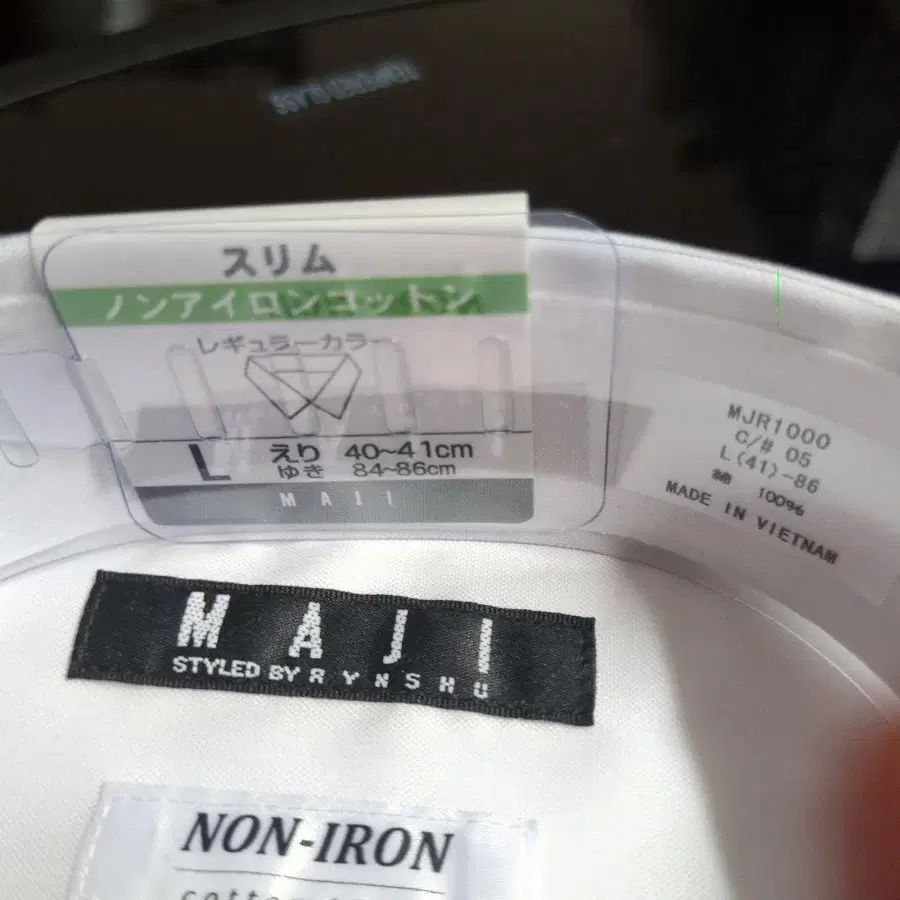 スリム
ノンアイロンコットン
レギュラーカラー
L えり 40~41cm
ゆき 84~86cm
MAJI
MJR1000
C/# 05
L(41)-86
綿 100%
MADE IN VIETNAM
MAJI
STYLED BY RYNSHU
NON-IRON